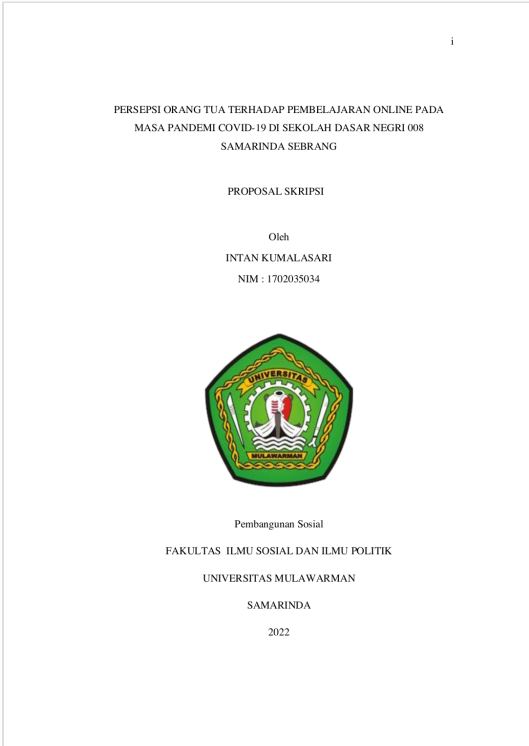 i
PERSEPSI ORANG TUA TERHADAP PEMBELAJARAN ONLINE PADA
MASA PANDEMI COVID-19 DI SEKOLAH DASAR NEGRI 008
SAMARINDA SEBRANG
PROPOSAL SKRIPSI
Oleh
INTAN KUMALASARI
NIM : 1702035034
UNIVERSITAS
MULAWARMAN
Pembangunan Sosial
FAKULTAS ILMU SOSIAL DAN ILMU POLITIK
UNIVERSITAS MULAWARMAN
SAMARINDA
2022